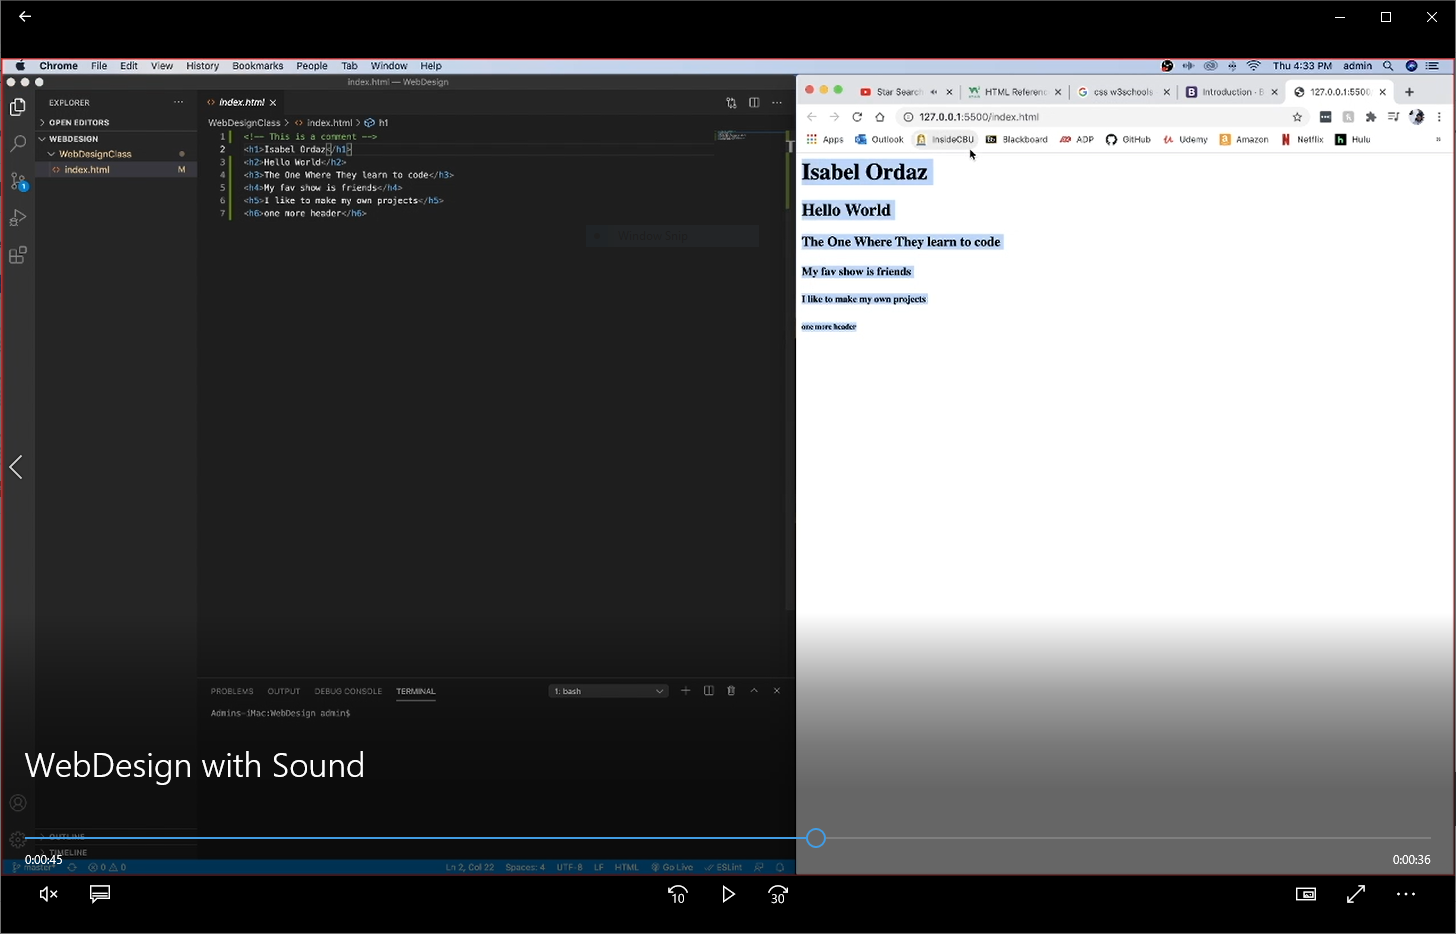 Chrome File Edit View History Bookmarks People Tab Window Help Thu 4:33 PM admin
index.html — WebDesign
EXPLORER
index.html
OPEN EDITORS
WEBDESIGN
WebDesignClass
index.html M
1
WebDesignClass > index.html > h1
1 <!-- This is a comment -->
2 <h1>Isabel Ordaz</h1>
3 <h2>Hello World</h2>
4 <h3>The One Where They learn to code</h3>
5 <h4>My fav show is friends</h4>
6 <h5>I like to make my own projects</h5>
7 <h6>one more header</h6>
Window Snip
PROBLEMS OUTPUT DEBUG CONSOLE TERMINAL 1: bash
Admins-iMac:WebDesign admin$
OUTLINE
TIMELINE
master* 0 0 Ln 2, Col 22 Spaces: 4 UTF-8 LF HTML Go Live ESLint
Star Search HTML Referenc css w3schools Introduction · B 127.0.0.1:5500
127.0.0.1:5500/index.html
Apps Outlook InsideCBU Blackboard ADP GitHub Udemy Amazon Netflix Hulu
Isabel Ordaz
Hello World
The One Where They learn to code
My fav show is friends
I like to make my own projects
one more header
WebDesign with Sound
0:00:45 0:00:36
10 30